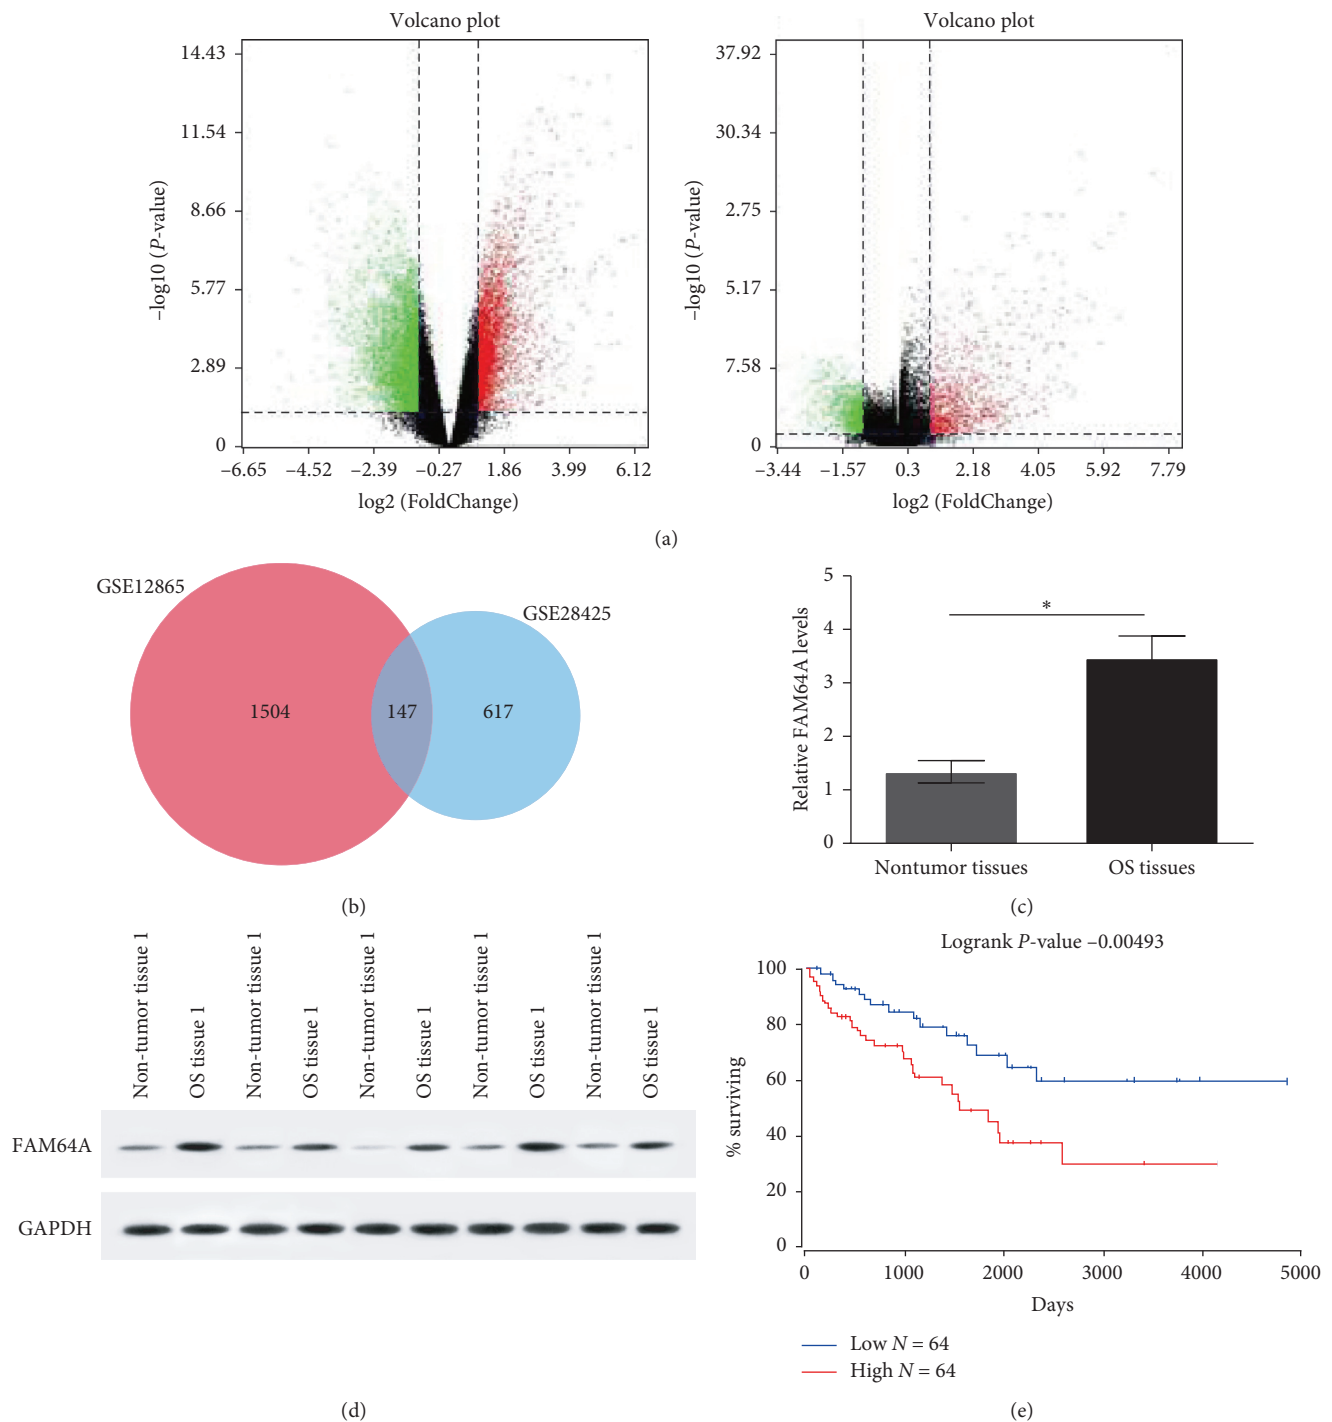 Volcano plot
14.43
11.54
8.66
5.77
2.89
0
−log10 (P-value)
−6.65 −4.52 −2.39 −0.27 1.86 3.99 6.12
log2 (FoldChange)
Volcano plot
37.92
30.34
2.75
5.17
7.58
0
−log10 (P-value)
−3.44 −1.57 0.3 2.18 4.05 5.92 7.79
log2 (FoldChange)
(a)
GSE12865
GSE28425
1504 147 617
(b)
5
4
3
2
1
0
Relative FAM64A levels
*
Nontumor tissues OS tissues
(c)
Non-tumor tissue 1
OS tissue 1
Non-tumor tissue 1
OS tissue 1
Non-tumor tissue 1
OS tissue 1
Non-tumor tissue 1
OS tissue 1
Non-tumor tissue 1
OS tissue 1
FAM64A
GAPDH
(d)
Logrank P-value −0.00493
100
80
60
40
20
0
% surviving
0 1000 2000 3000 4000 5000
Days
Low N = 64
High N = 64
(e)